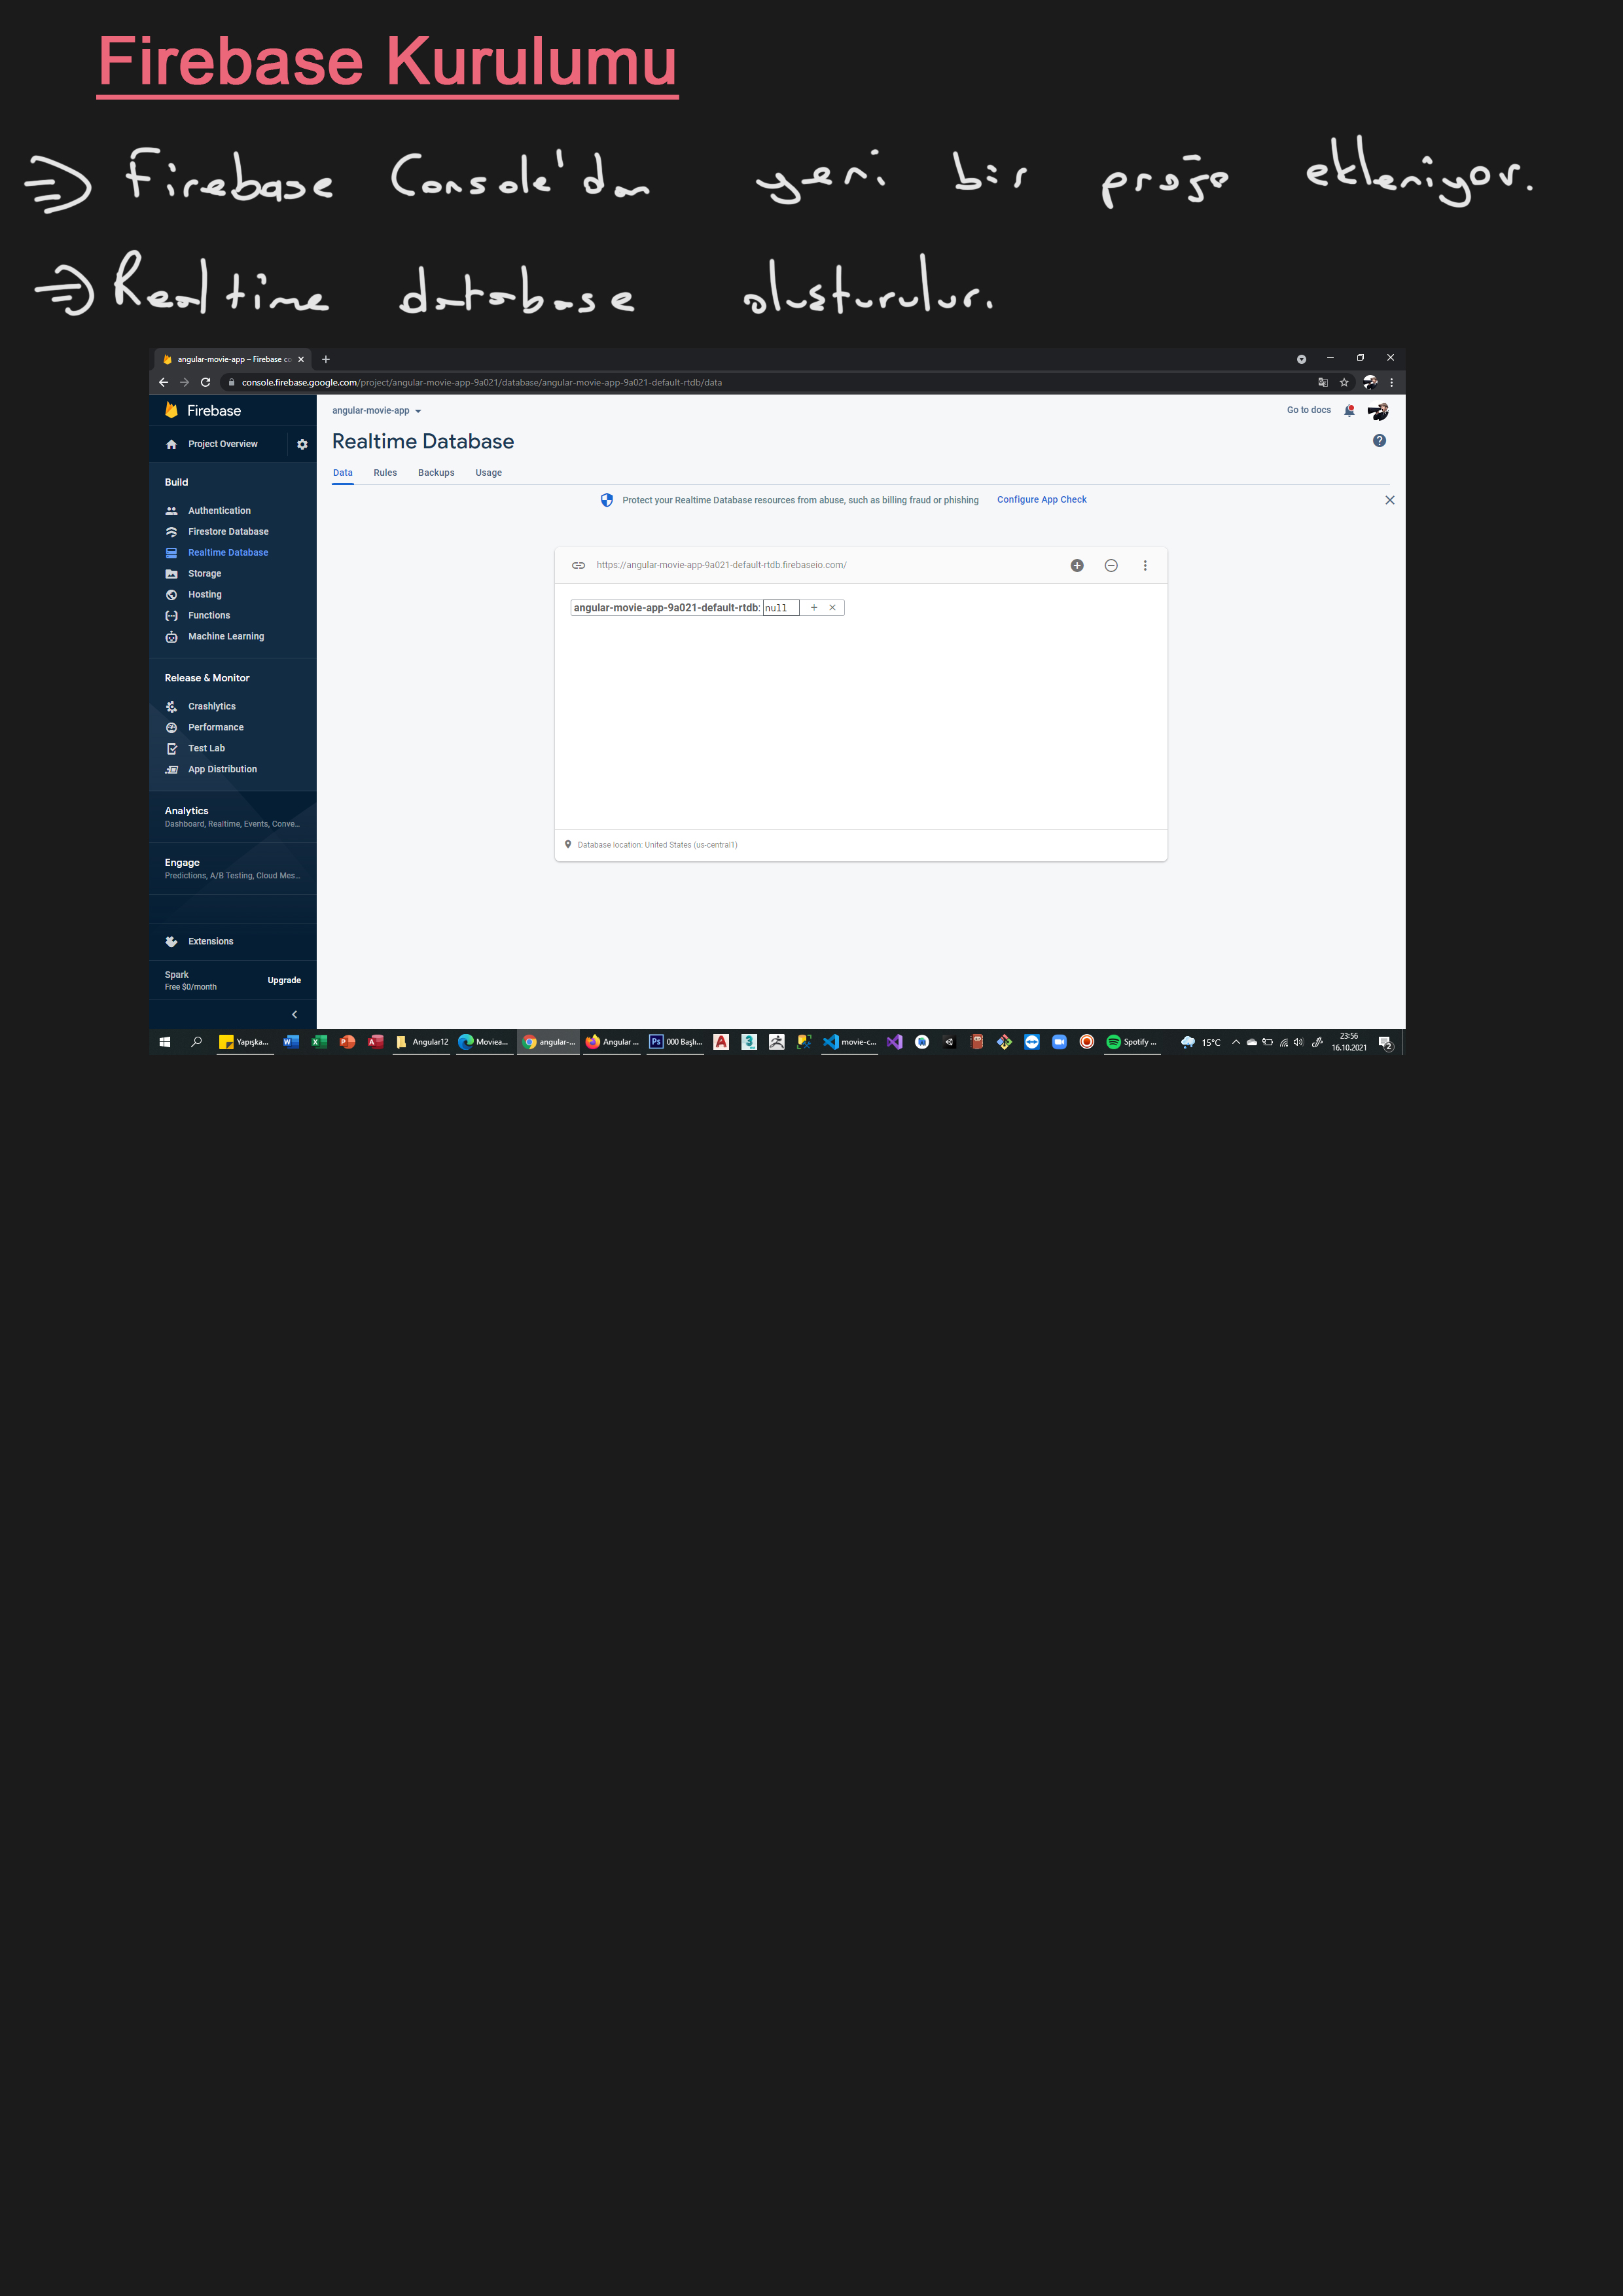 Firebase Kurulumu
⇒ Firebase Console'dan yeni bir proje ekleniyor.
⇒ Realtime database oluşturulur.
angular-movie-app – Firebase co
console.firebase.google.com/project/angular-movie-app-9a021/database/angular-movie-app-9a021-default-rtdb/data
Firebase
angular-movie-app
Go to docs
Project Overview
Realtime Database
Data Rules Backups Usage
Protect your Realtime Database resources from abuse, such as billing fraud or phishing Configure App Check
Build
Authentication
Firestore Database
Realtime Database
Storage
Hosting
Functions
Machine Learning
Release & Monitor
Crashlytics
Performance
Test Lab
App Distribution
Analytics
Dashboard, Realtime, Events, Conve...
Engage
Predictions, A/B Testing, Cloud Mes...
Extensions
Spark
Free $0/month
Upgrade
https://angular-movie-app-9a021-default-rtdb.firebaseio.com/
angular-movie-app-9a021-default-rtdb: null
Database location: United States (us-central1)
Yapışka... Angular12 Moviea... angular-... Angular ... 000 Başlı... movie-c... Spotify ... 15°C
23:56
16.10.2021
2